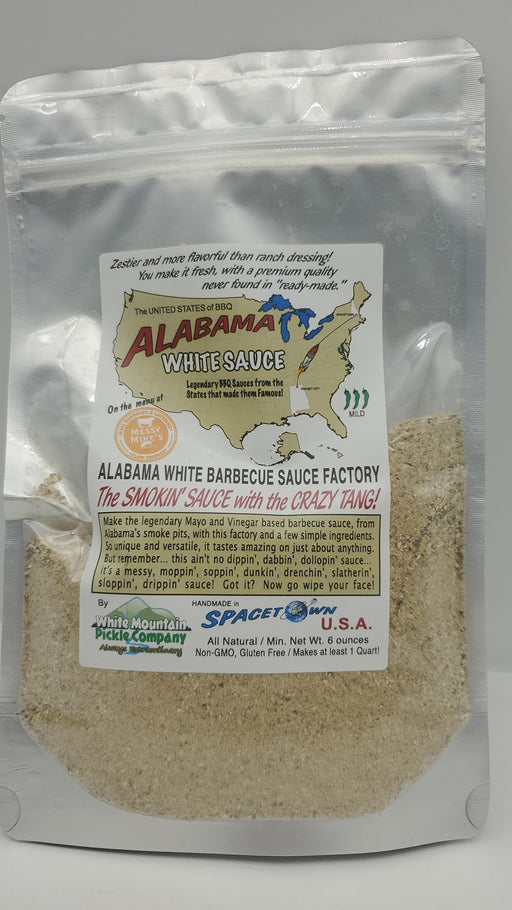 Zestier and more flavorful than ranch dressing!
You make it fresh, with a premium quality
never found in "ready-made."
The UNITED STATES of BBQ
ALABAMA
WHITE SAUCE
Legendary BBQ Sauces from the
States that made them Famous!
MILD
On the menu at
MESSY
MIKE'S
ALABAMA WHITE BARBECUE SAUCE FACTORY
The SMOKIN' SAUCE with the CRAZY TANG!
Make the legendary Mayo and Vinegar based barbecue sauce, from
Alabama's smoke pits, with this factory and a few simple ingredients.
So unique and versatile, it tastes amazing on just about anything.
But remember... this ain't no dippin', dabbin', dollopin' sauce...
it's a messy, moppin', soppin', dunkin', drenchin', slatherin',
sloppin', drippin' sauce! Got it? Now go wipe your face!
By
White Mountain
Pickle Company
Always Extraordinary
HANDMADE in
SPACETOWN
U.S.A.
All Natural / Min. Net Wt. 6 ounces
Non-GMO, Gluten Free / Makes at least 1 Quart!